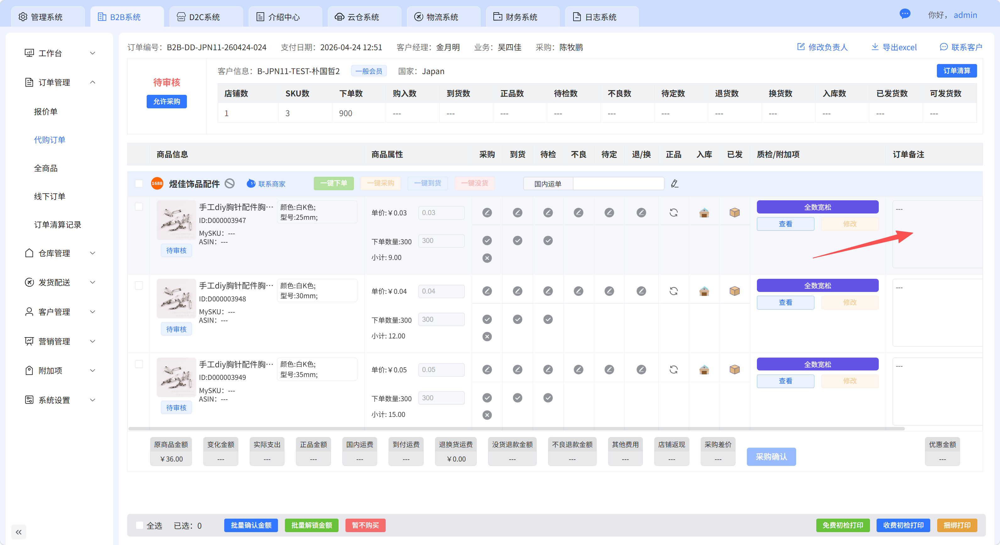 管理系统
B2B系统
D2C系统
介绍中心
云仓系统
物流系统
财务系统
日志系统
你好， admin
工作台
订单管理
报价单
代购订单
全商品
线下订单
订单清算记录
仓库管理
发货配送
客户管理
营销管理
附加项
系统设置
订单编号：B2B-DD-JPN11-260424-024 支付日期：2026-04-24 12:51 客户经理：金月明 业务：吴四佳 采购：陈牧鹏
修改负责人 导出excel 联系客户
待审核
允许采购
客户信息：B-JPN11-TEST-朴国哲2 一般会员 国家：Japan
订单清算
店铺数 SKU数 下单数 购入数 到货数 正品数 待检数 不良数 待定数 退货数 换货数 入库数 已发货数 可发货数
1 3 900 --- --- --- --- --- --- --- --- --- --- ---
商品信息 商品属性 采购 到货 待检 不良 待定 退/换 正品 入库 已发 质检/附加项 订单备注
1688 煜佳饰品配件 联系商家 一键下单 一键采购 一键到货 一键没货 国内运单
手工diy胸针配件胸… 颜色:白K色;
型号:25mm;
ID:D000003947
MySKU：---
ASIN：---
待审核
单价:￥0.03 0.03
下单数量:300 300
小计: 9.00
全数宽松
查看 修改
---
手工diy胸针配件胸… 颜色:白K色;
型号:30mm;
ID:D000003948
MySKU：---
ASIN：---
待审核
单价:￥0.04 0.04
下单数量:300 300
小计: 12.00
全数宽松
查看 修改
---
手工diy胸针配件胸… 颜色:白K色;
型号:35mm;
ID:D000003949
MySKU：---
ASIN：---
待审核
单价:￥0.05 0.05
下单数量:300 300
小计: 15.00
全数宽松
查看 修改
---
原商品金额 变化金额 实际支出 正品金额 国内运费 到付运费 退换货运费 没货退款金额 不良退款金额 其他费用 店铺返现 采购差价 采购确认 优惠金额
￥36.00 --- --- --- --- --- ￥0.00 --- --- --- --- --- ---
全选 已选：0 批量确认金额 批量解锁金额 暂不购买 免费初检打印 收费初检打印 捆绑打印